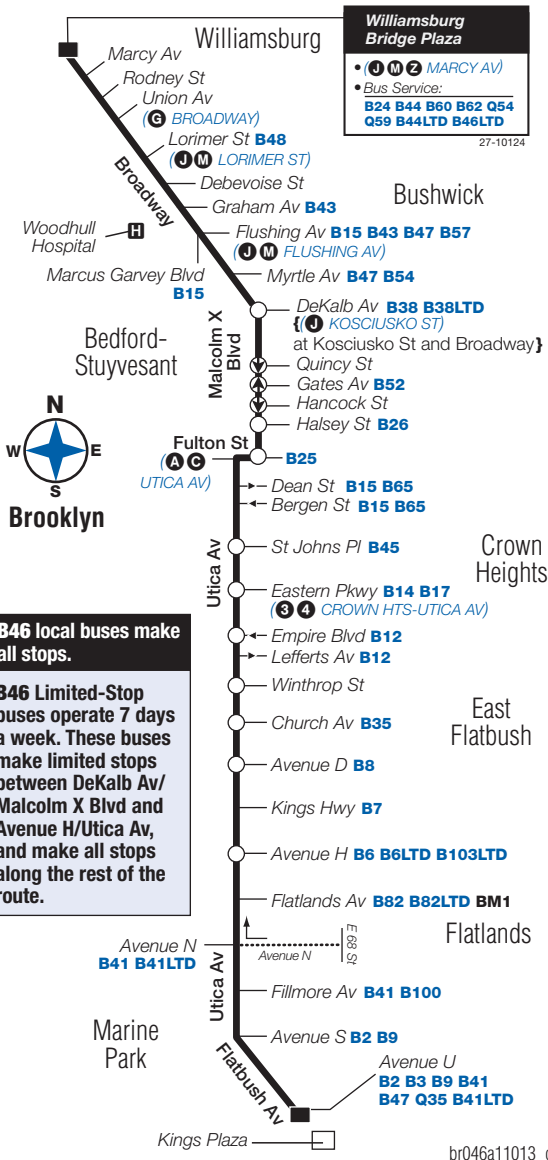 Williamsburg
Williamsburg
Bridge Plaza
• (J M Z MARCY AV)
• Bus Service:
B24 B44 B60 B62 Q54
Q59 B44LTD B46LTD
27-10124
Marcy Av
Rodney St
Union Av
(G BROADWAY)
Lorimer St B48
(J M LORIMER ST)
Broadway
Debevoise St
Bushwick
Graham Av B43
Woodhull
Hospital
H
Flushing Av B15 B43 B47 B57
(J M FLUSHING AV)
Marcus Garvey Blvd
B15
Myrtle Av B47 B54
DeKalb Av B38 B38LTD
{(J KOSCIUSKO ST)
at Kosciusko St and Broadway}
Bedford-
Stuyvesant
Malcolm X
Blvd
Quincy St
Gates Av B52
Hancock St
Halsey St B26
N
W E
S
Brooklyn
Fulton St
(A C
UTICA AV)
B25
Dean St B15 B65
Bergen St B15 B65
Utica Av
St Johns Pl B45
Crown
Heights
Eastern Pkwy B14 B17
(3 4 CROWN HTS-UTICA AV)
Empire Blvd B12
Lefferts Av B12
B46 local buses make
all stops.
B46 Limited-Stop
buses operate 7 days
a week. These buses
make limited stops
between DeKalb Av/
Malcolm X Blvd and
Avenue H/Utica Av,
and make all stops
along the rest of the
route.
Winthrop St
Church Av B35
East
Flatbush
Avenue D B8
Kings Hwy B7
Avenue H B6 B6LTD B103LTD
Flatlands Av B82 B82LTD BM1
Flatlands
Avenue N
B41 B41LTD
Avenue N
E 68 St
Utica Av
Fillmore Av B41 B100
Marine
Park
Avenue S B2 B9
Flatbush Av
Avenue U
B2 B3 B9 B41
B47 Q35 B41LTD
Kings Plaza
br046a11013